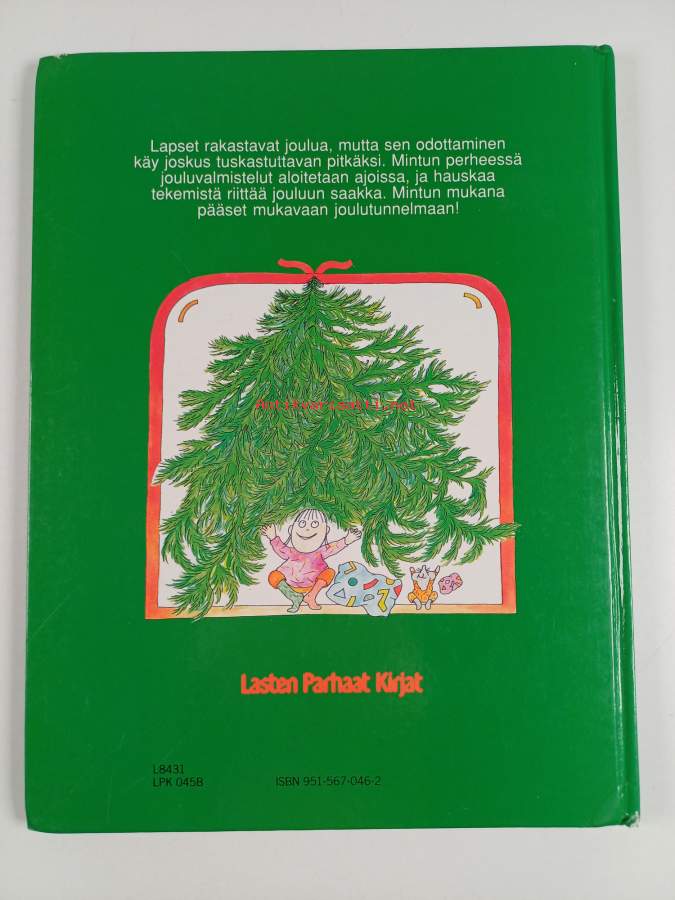 Lapset rakastavat joulua, mutta sen odottaminen
käy joskus tuskastuttavan pitkäksi. Mintun perheessä
jouluvalmistelut aloitetaan ajoissa, ja hauskaa
tekemistä riittää jouluun saakka. Mintun mukana
pääset mukavaan joulutunnelmaan!
Antikvariaatti.net
Lasten Parhaat Kirjat
L8431
LPK 045B ISBN 951-567-046-2